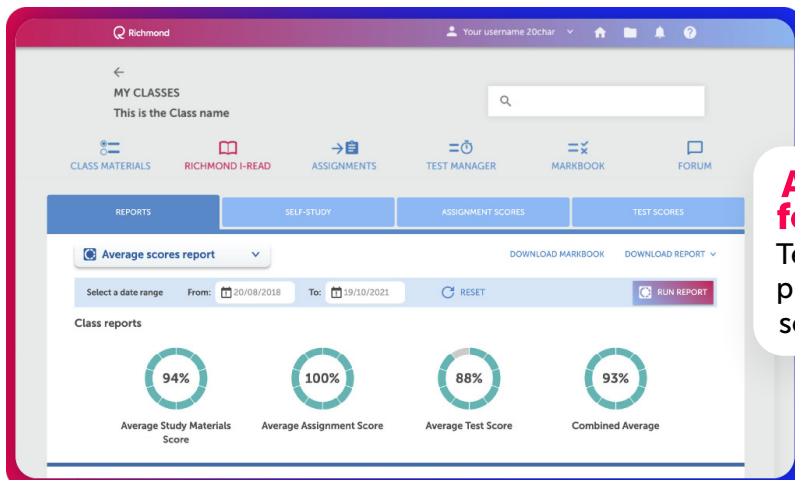 Richmond
Your username 20char
MY CLASSES
This is the Class name
CLASS MATERIALS
RICHMOND I-READ
ASSIGNMENTS
TEST MANAGER
MARKBOOK
FORUM
REPORTS
SELF-STUDY
ASSIGNMENT SCORES
TEST SCORES
Average scores report
DOWNLOAD MARKBOOK
DOWNLOAD REPORT
Select a date range
From:
20/08/2018
To:
19/10/2021
RESET
RUN REPORT
Class reports
94%
100%
88%
93%
Average Study Materials
Score
Average Assignment Score
Average Test Score
Combined Average